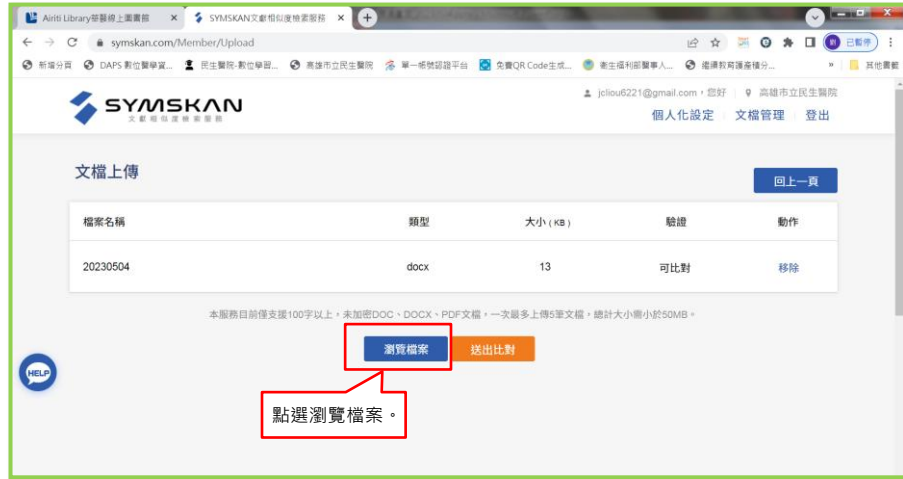 Airiti Library華藝線上圖書館
SYMSKAN文獻相似度檢索服務
symskan.com/Member/Upload
已暫停
新增分頁
DAPS 數位醫學資...
民生醫院-數位學習...
高雄市立民生醫院
單一帳號認證平台
免費QR Code生成...
衛生福利部醫事人...
繼續教育護產積分...
其他書籤
SYMSKAN
文獻相似度檢索服務
jcliou6221@gmail.com，您好
高雄市立民生醫院
個人化設定
文檔管理
登出
文檔上傳
回上一頁
檔案名稱 類型 大小(KB) 驗證 動作
20230504 docx 13 可比對 移除
本服務目前僅支援100字以上，未加密DOC、DOCX、PDF文檔，一次最多上傳5筆文檔，總計大小需小於50MB。
瀏覽檔案
送出比對
HELP
點選瀏覽檔案。